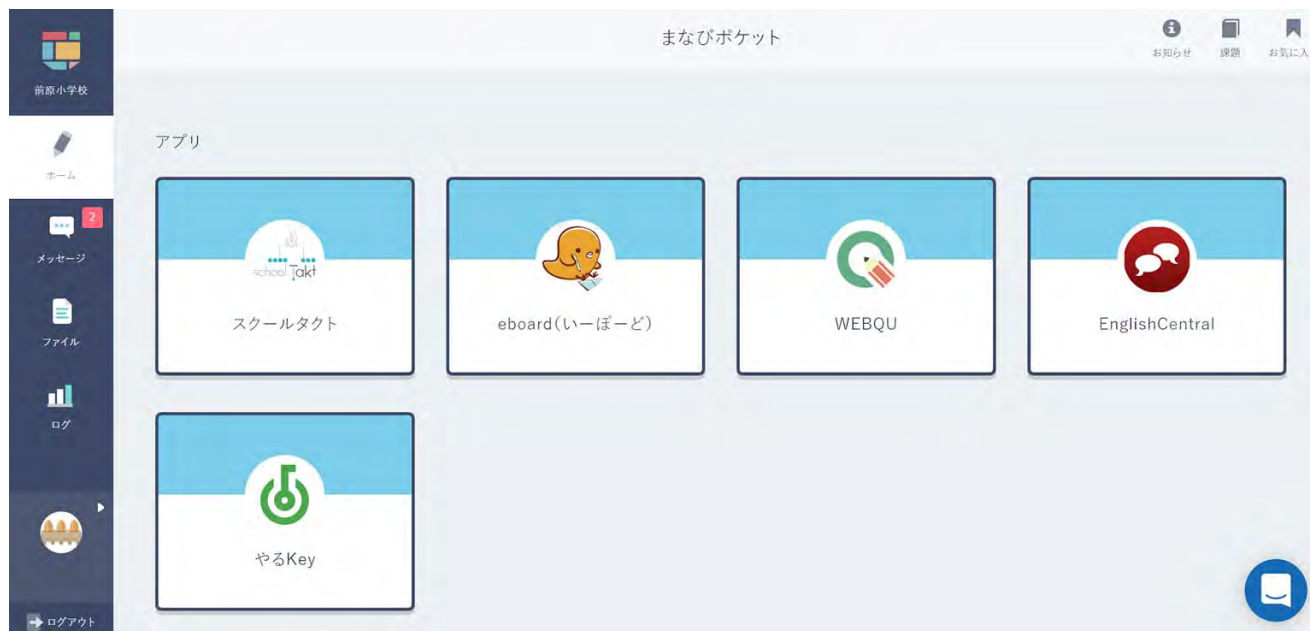 前原小学校
まなびポケット
お知らせ
課題
お気に入
ホーム
メッセージ
2
ファイル
ログ
ログアウト
アプリ
school Takt
スクールタクト
eboard(いーぼーど)
WEBQU
EnglishCentral
やるKey